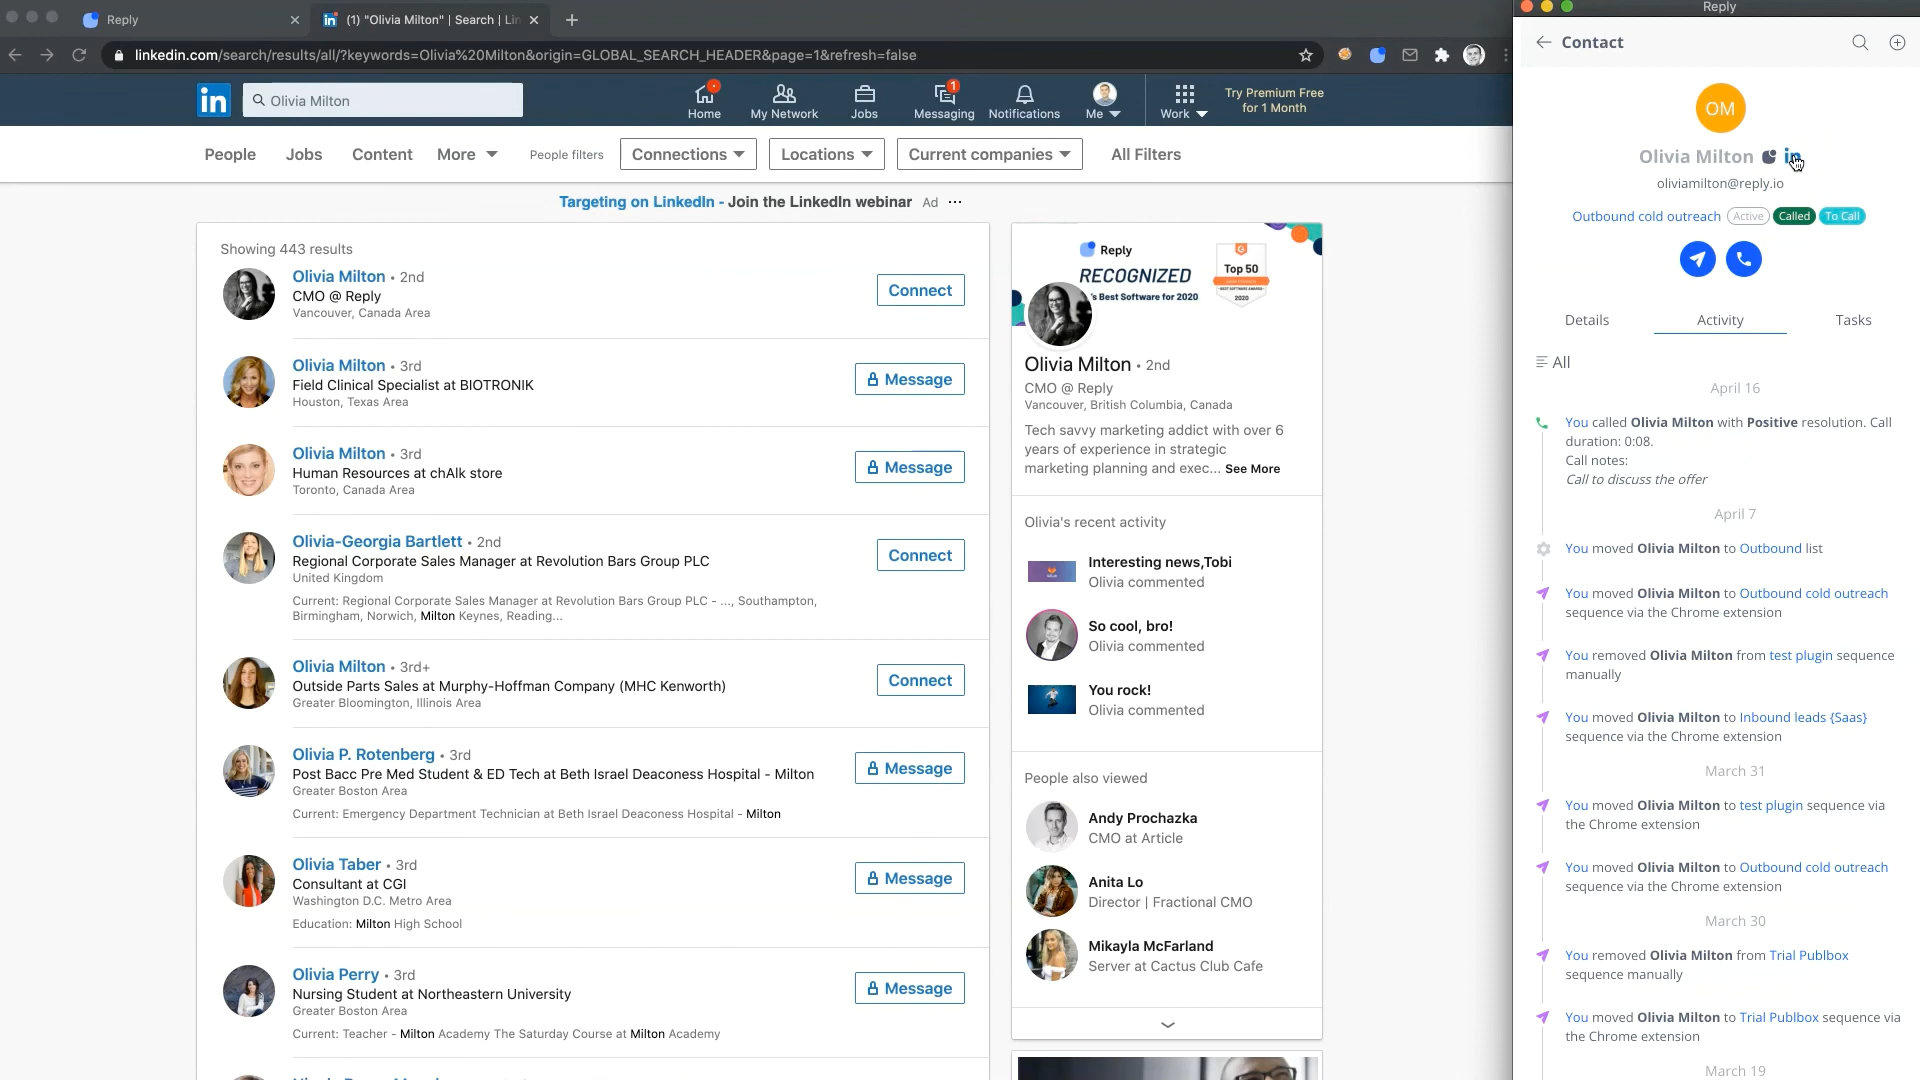 Reply
(1) "Olivia Milton" | Search | Lin
linkedin.com/search/results/all/?keywords=Olivia%20Milton&origin=GLOBAL_SEARCH_HEADER&page=1&refresh=false
in
Olivia Milton
Home
My Network
Jobs
1
Messaging
Notifications
Me
Work
Try Premium Free
for 1 Month
People
Jobs
Content
More
People filters
Connections
Locations
Current companies
All Filters
Targeting on LinkedIn - Join the LinkedIn webinar Ad ...
Showing 443 results
Olivia Milton • 2nd
CMO @ Reply
Vancouver, Canada Area
Connect
Olivia Milton • 3rd
Field Clinical Specialist at BIOTRONIK
Houston, Texas Area
Message
Olivia Milton • 3rd
Human Resources at chAlk store
Toronto, Canada Area
Message
Olivia-Georgia Bartlett • 2nd
Regional Corporate Sales Manager at Revolution Bars Group PLC
United Kingdom
Current: Regional Corporate Sales Manager at Revolution Bars Group PLC - ..., Southampton,
Birmingham, Norwich, Milton Keynes, Reading...
Connect
Olivia Milton • 3rd+
Outside Parts Sales at Murphy-Hoffman Company (MHC Kenworth)
Greater Bloomington, Illinois Area
Connect
Olivia P. Rotenberg • 3rd
Post Bacc Pre Med Student & ED Tech at Beth Israel Deaconess Hospital - Milton
Greater Boston Area
Current: Emergency Department Technician at Beth Israel Deaconess Hospital - Milton
Message
Olivia Taber • 3rd
Consultant at CGI
Washington D.C. Metro Area
Education: Milton High School
Message
Olivia Perry • 3rd
Nursing Student at Northeastern University
Greater Boston Area
Current: Teacher - Milton Academy The Saturday Course at Milton Academy
Message
Reply
RECOGNIZED
's Best Software for 2020
Top 50
BEST SOFTWARE AWARDS
2020
Olivia Milton • 2nd
CMO @ Reply
Vancouver, British Columbia, Canada
Tech savvy marketing addict with over 6
years of experience in strategic
marketing planning and exec... See More
Olivia's recent activity
Interesting news,Tobi
Olivia commented
So cool, bro!
Olivia commented
You rock!
Olivia commented
People also viewed
Andy Prochazka
CMO at Article
Anita Lo
Director | Fractional CMO
Mikayla McFarland
Server at Cactus Club Cafe
Reply
Contact
OM
Olivia Milton in
oliviamilton@reply.io
Outbound cold outreach Active Called To Call
Details
Activity
Tasks
All
April 16
You called Olivia Milton with Positive resolution. Call
duration: 0:08.
Call notes:
Call to discuss the offer
April 7
You moved Olivia Milton to Outbound list
You moved Olivia Milton to Outbound cold outreach
sequence via the Chrome extension
You removed Olivia Milton from test plugin sequence
manually
You moved Olivia Milton to Inbound leads {Saas}
sequence via the Chrome extension
March 31
You moved Olivia Milton to test plugin sequence via
the Chrome extension
You moved Olivia Milton to Outbound cold outreach
sequence via the Chrome extension
March 30
You removed Olivia Milton from Trial Publbox
sequence manually
You moved Olivia Milton to Trial Publbox sequence via
the Chrome extension
March 19